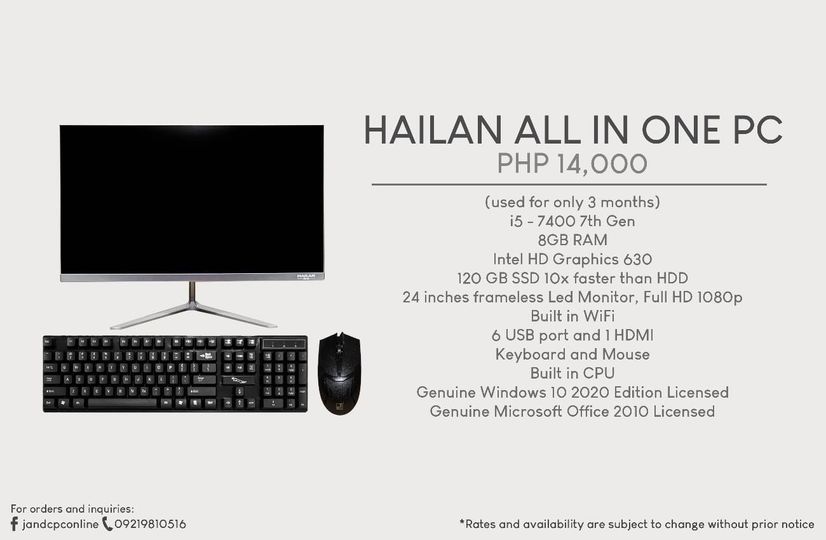 HAILAN ALL IN ONE PC
PHP 14,000
(used for only 3 months)
i5 - 7400 7th Gen
8GB RAM
Intel HD Graphics 630
120 GB SSD 10x faster than HDD
24 inches frameless Led Monitor, Full HD 1080p
Built in WiFi
6 USB port and 1 HDMI
Keyboard and Mouse
Built in CPU
Genuine Windows 10 2020 Edition Licensed
Genuine Microsoft Office 2010 Licensed
HAILAN
For orders and inquiries:
jandcpconline 09219810516
*Rates and availability are subject to change without prior notice